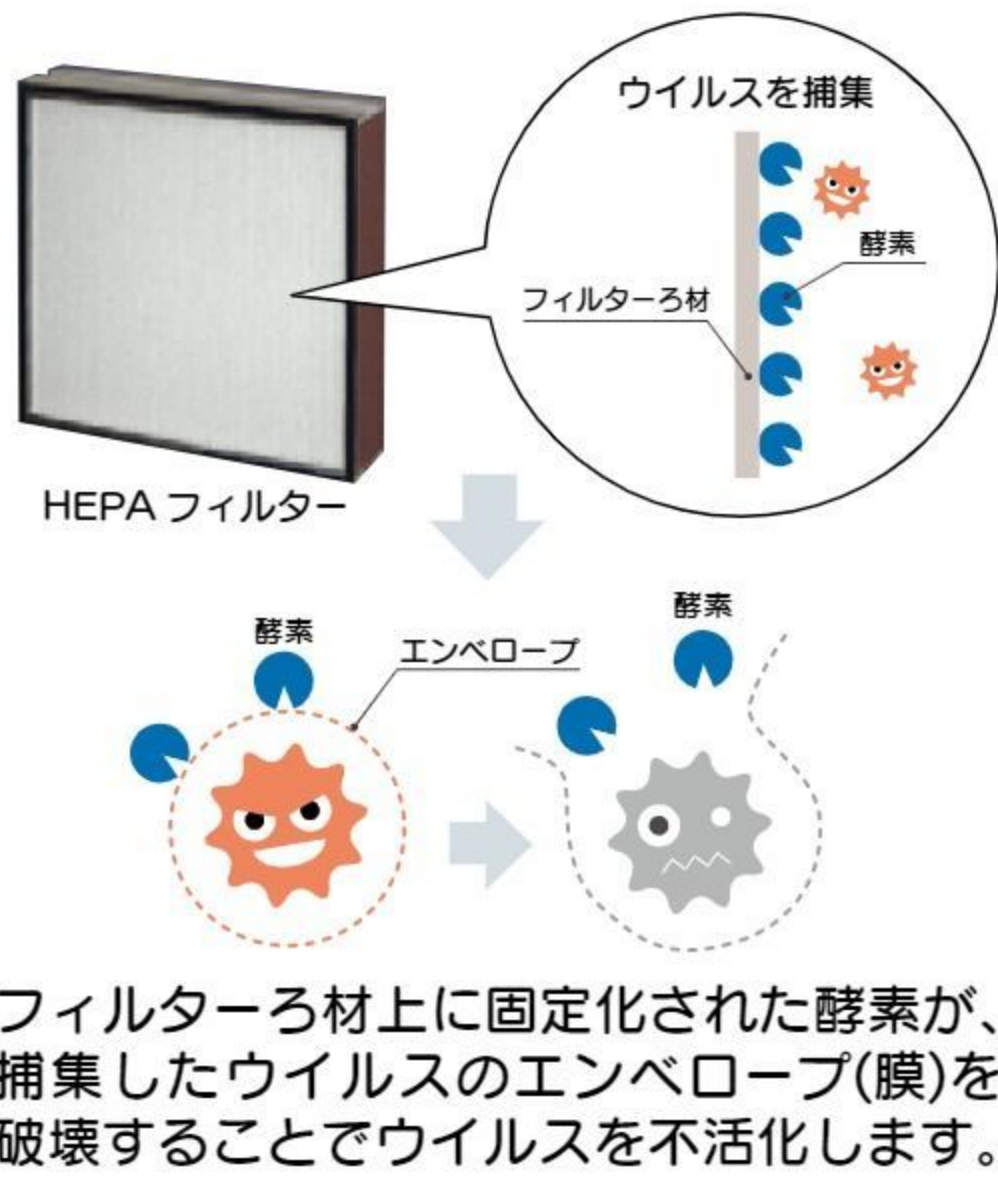 ウイルスを捕集
酵素
フィルターろ材
HEPA フィルター
酵素
エンベロープ
酵素
フィルターろ材上に固定化された酵素が、
捕集したウイルスのエンベロープ(膜)を
破壊することでウイルスを不活化します。